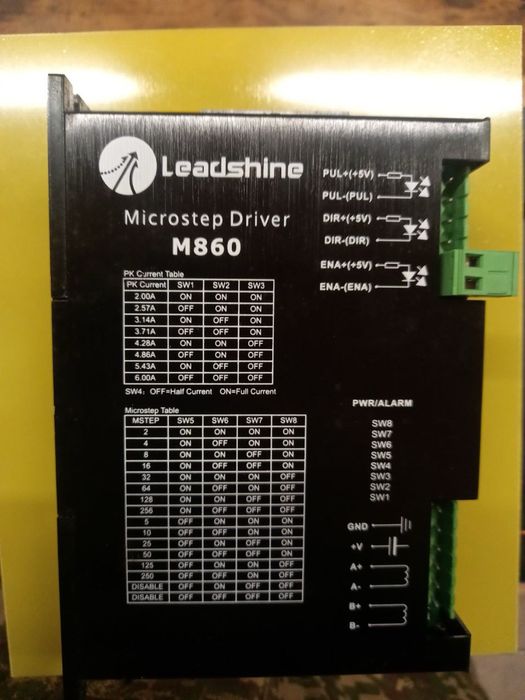 Leadshine
Microstep Driver
M860
PK Current Table
PK Current SW1 SW2 SW3
2.00A ON ON ON
2.57A OFF ON ON
3.14A ON OFF ON
3.71A OFF OFF ON
4.28A ON ON OFF
4.86A OFF ON OFF
5.43A ON OFF OFF
6.00A OFF OFF OFF
SW4: OFF=Half Current ON=Full Current
Microstep Table
MSTEP SW5 SW6 SW7 SW8
2 ON ON ON ON
4 ON OFF ON ON
8 ON ON OFF ON
16 ON OFF OFF ON
32 ON ON ON OFF
64 ON OFF ON OFF
128 ON ON OFF OFF
256 ON OFF OFF OFF
5 OFF ON ON ON
10 OFF OFF ON ON
25 OFF ON OFF ON
50 OFF OFF OFF ON
125 OFF ON ON OFF
250 OFF OFF ON OFF
DISABLE OFF ON OFF OFF
DISABLE OFF OFF OFF OFF
PUL+(+5V)
PUL-(PUL)
DIR+(+5V)
DIR-(DIR)
ENA+(+5V)
ENA-(ENA)
PWR/ALARM
SW8
SW7
SW6
SW5
SW4
SW3
SW2
SW1
GND
+V
A+
A-
B+
B-